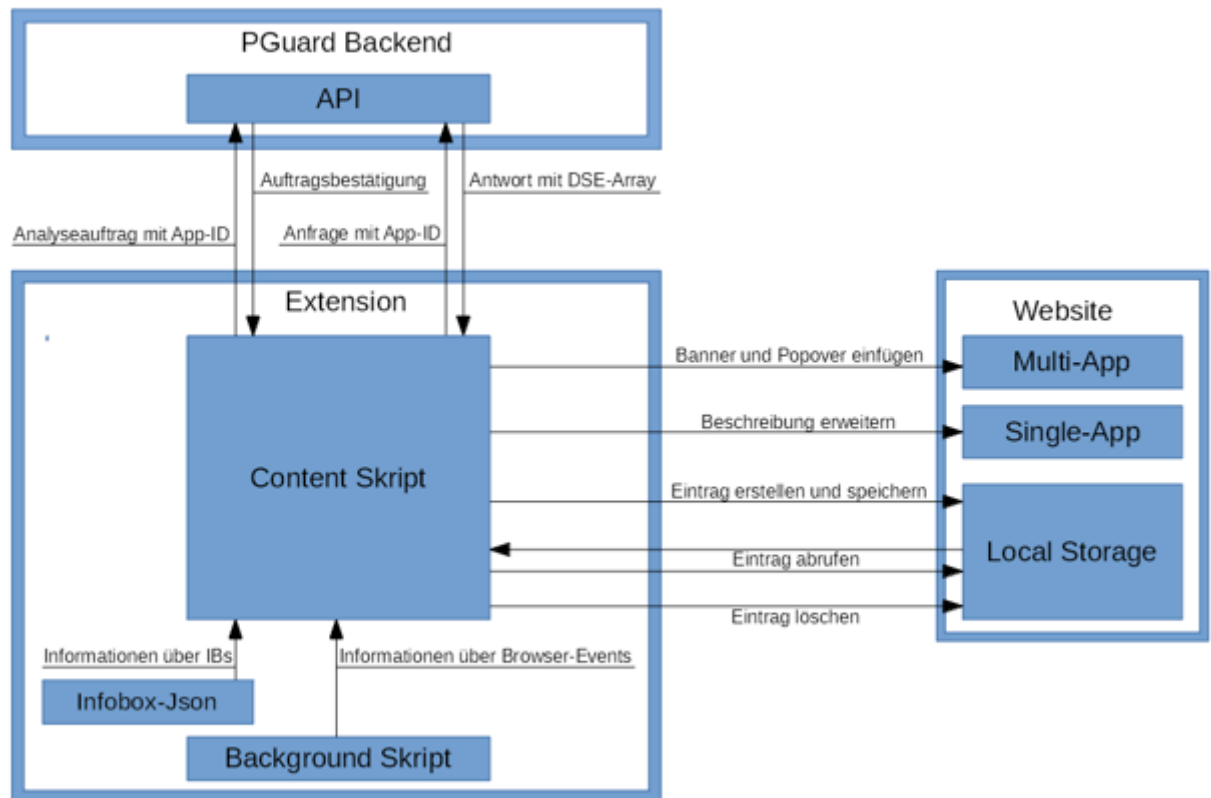 PGuard Backend
API
Auftragsbestätigung
Antwort mit DSE-Array
Analyseauftrag mit App-ID
Anfrage mit App-ID
Extension
Website
Banner und Popover einfügen
Multi-App
Beschreibung erweitern
Single-App
Content Skript
Eintrag erstellen und speichern
Local Storage
Eintrag abrufen
Eintrag löschen
Informationen über IBs
Informationen über Browser-Events
Infobox-Json
Background Skript